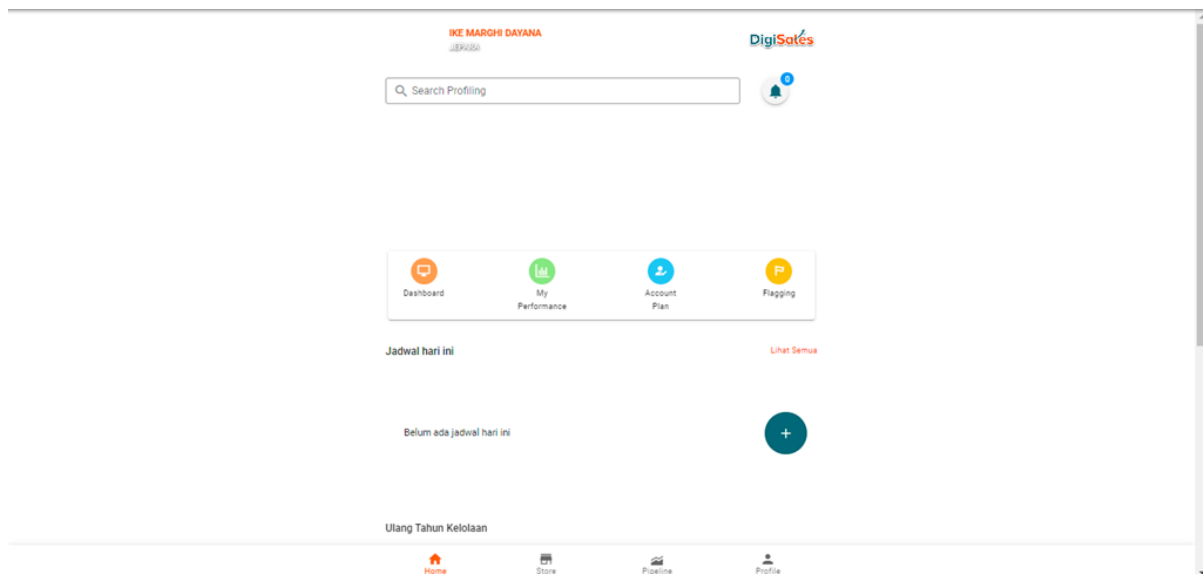 IKE MARGHI DAYANA
JEPARA
DigiSales
Search Profiling
0
Dashboard
My
Performance
Account
Plan
Flagging
Jadwal hari ini
Lihat Semua
Belum ada jadwal hari ini
+
Ulang Tahun Kelolaan
Home
Store
Pipeline
Profile